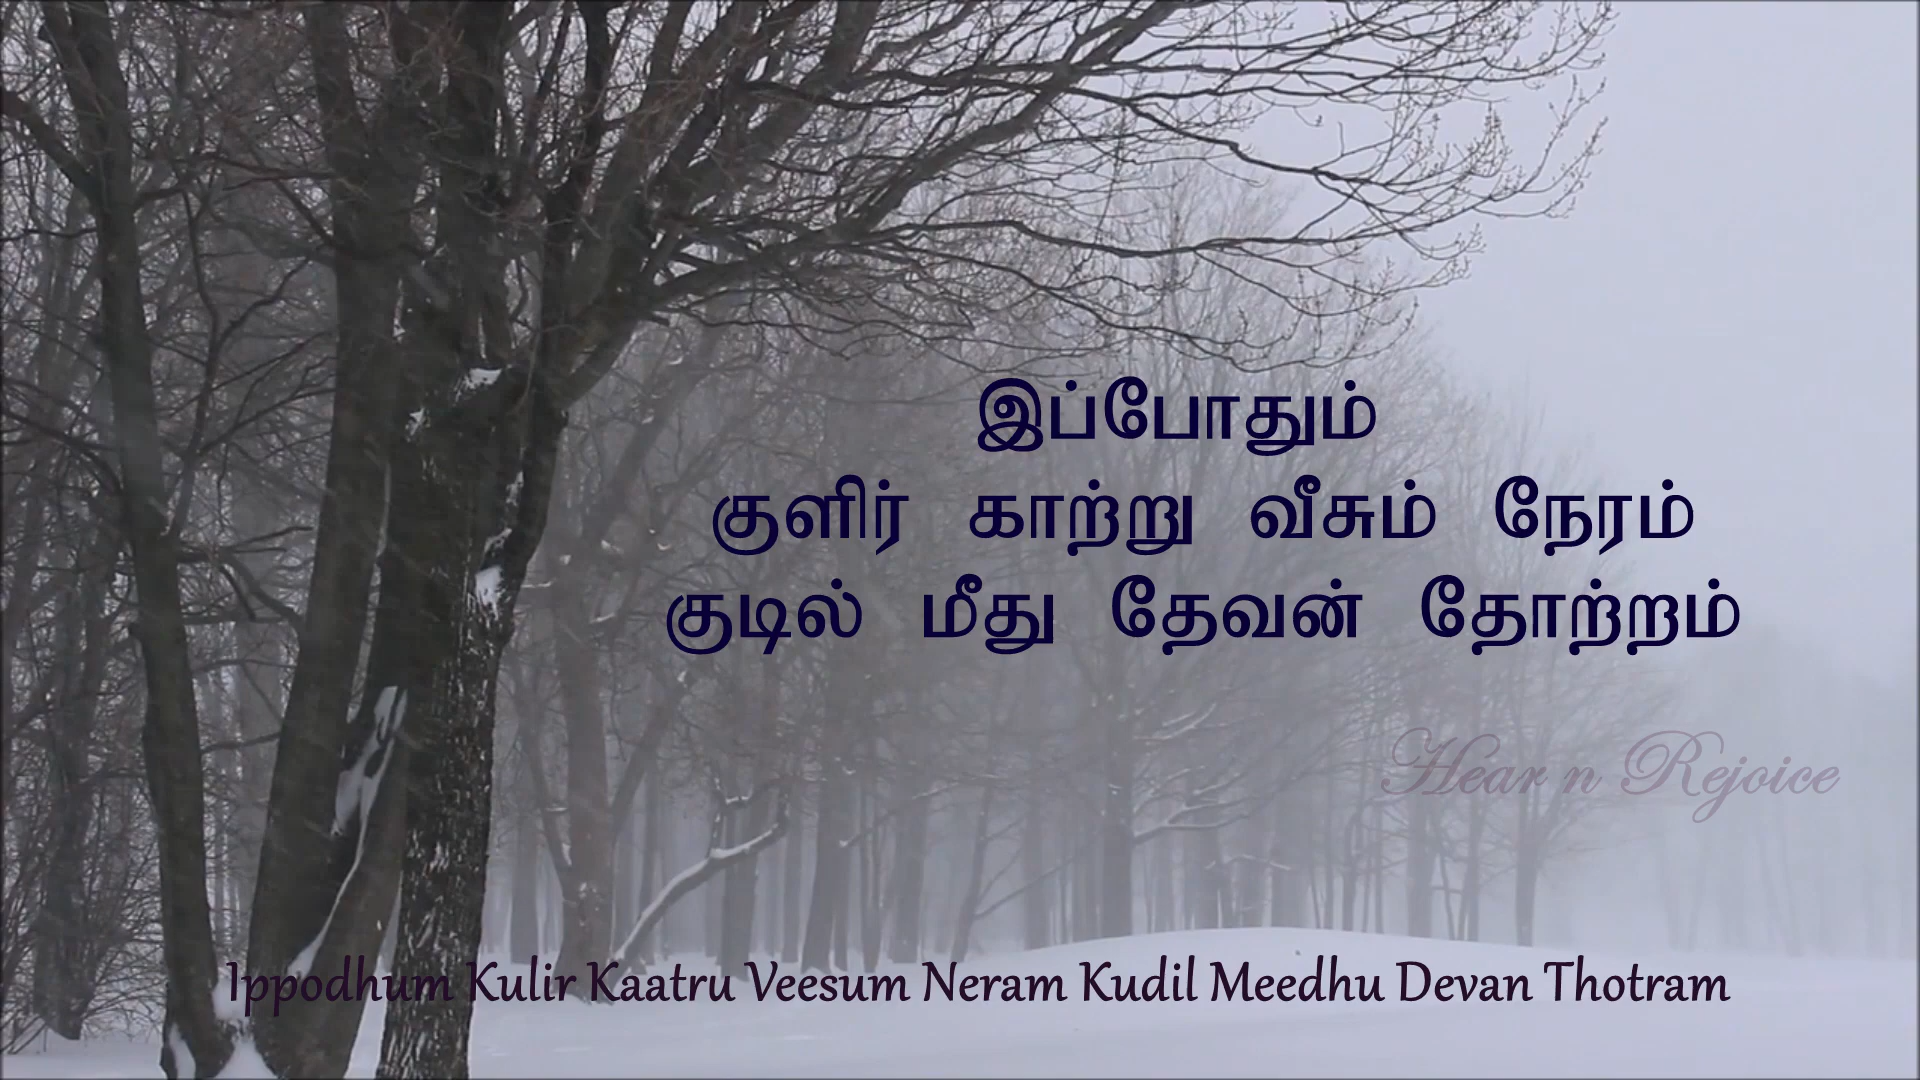 இப்போதும்
குளிர் காற்று வீசும் நேரம்
குடில் மீது தேவன் தோற்றம்
Hear n Rejoice
Ippodhum Kulir Kaatru Veesum Neram Kudil Meedhu Devan Thotram